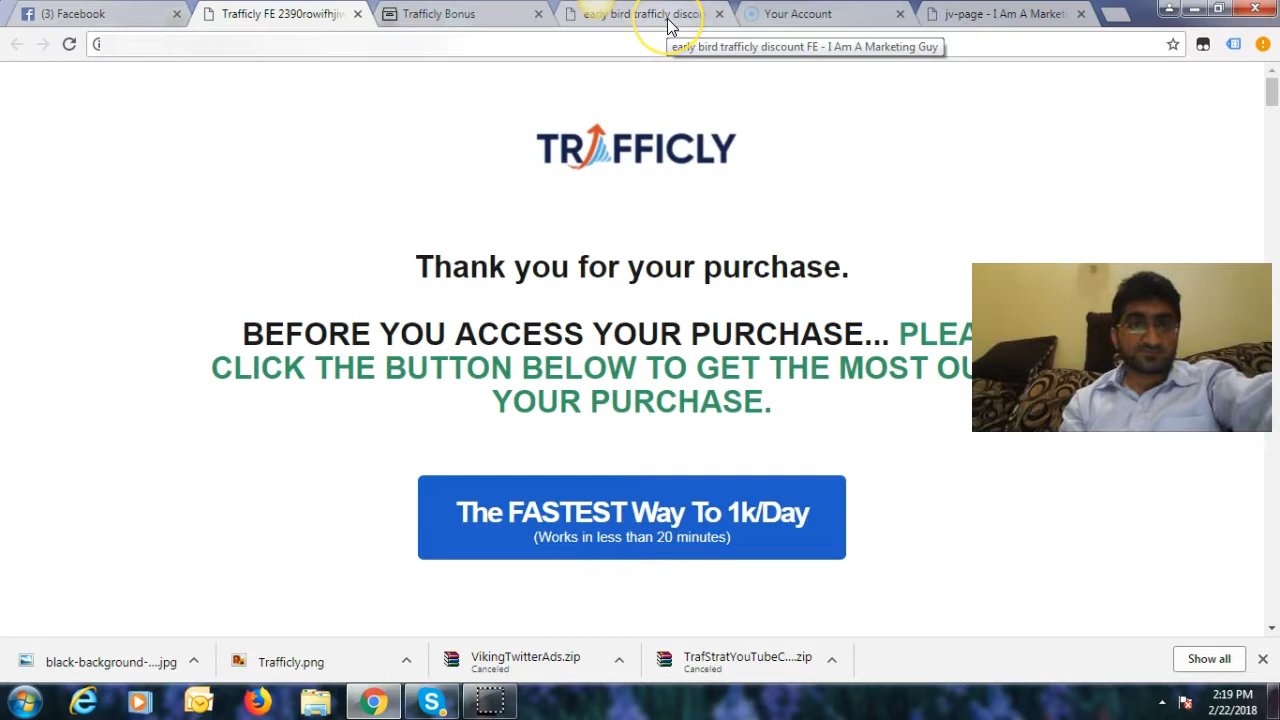 (3) Facebook
Trafficly FE 2390rowifhjiw
Trafficly Bonus
early bird trafficly discou
Your Account
jv-page - I Am A Market
early bird trafficly discount FE - I Am A Marketing Guy
TRAFFICLY
Thank you for your purchase.
BEFORE YOU ACCESS YOUR PURCHASE... PLEA
CLICK THE BUTTON BELOW TO GET THE MOST OU
YOUR PURCHASE.
The FASTEST Way To 1k/Day
(Works in less than 20 minutes)
black-background-....jpg
Trafficly.png
VikingTwitterAds.zip
Canceled
TrafStratYouTubeC....zip
Canceled
Show all
2:19 PM
2/22/2018